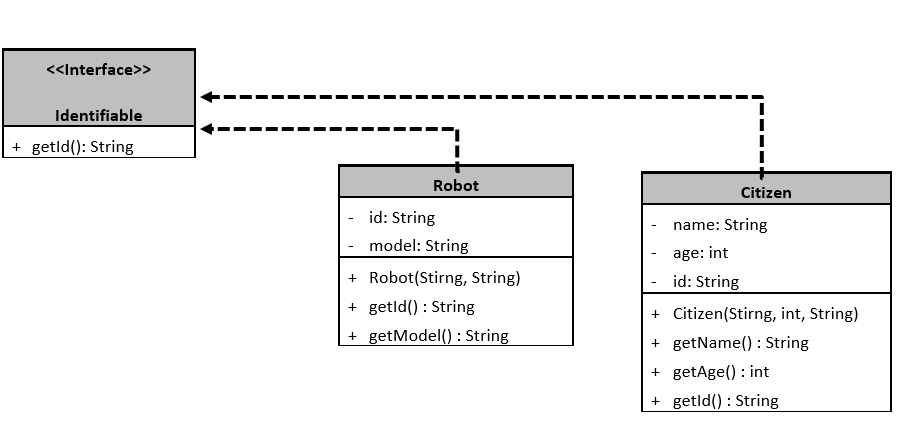 <<Interface>>
Identifiable
+ getId(): String
Robot
- id: String
- model: String
+ Robot(Stirng, String)
+ getId() : String
+ getModel() : String
Citizen
- name: String
- age: int
- id: String
+ Citizen(Stirng, int, String)
+ getName() : String
+ getAge() : int
+ getId() : String